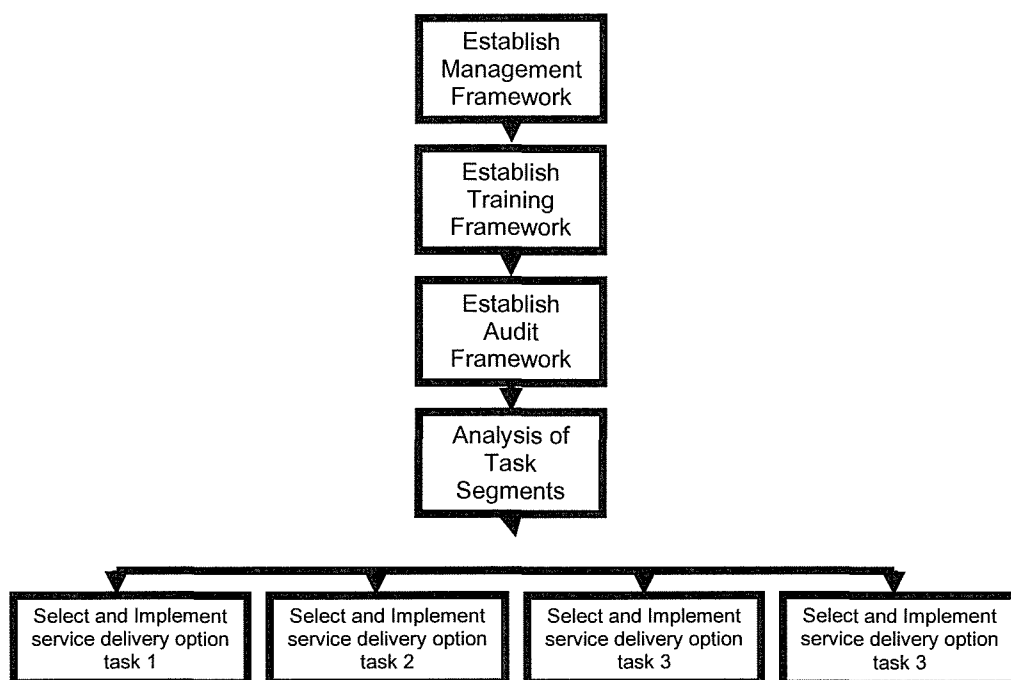 Establish
Management
Framework
Establish
Training
Framework
Establish
Audit
Framework
Analysis of
Task
Segments
Select and Implement
service delivery option
task 1
Select and Implement
service delivery option
task 2
Select and Implement
service delivery option
task 3
Select and Implement
service delivery option
task 3